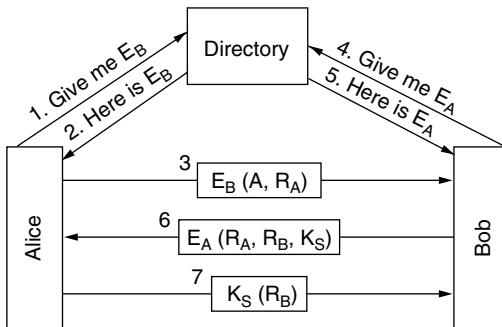 Directory
1. Give me E_B
2. Here is E_B
4. Give me E_A
5. Here is E_A
Alice
Bob
3
E_B (A, R_A)
6
E_A (R_A, R_B, K_S)
7
K_S (R_B)